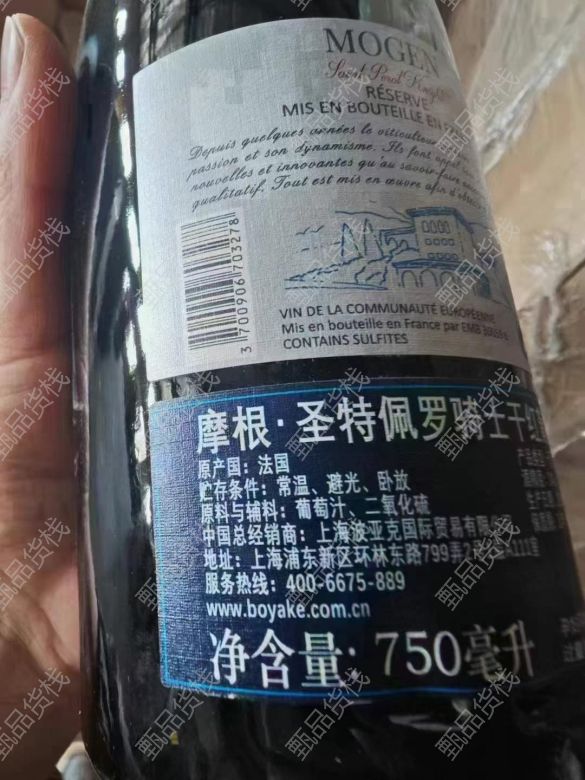 MOGEN
RÉSERVE
MIS EN BOUTEILLE EN
Depuis quelques années le viticulteur
passion et son dynamisme. Ils font appel
nouvelles et innovantes qu'au savoir-faire
qualitatif. Tout est mis en œuvre afin
3 700906 703278
VIN DE LA COMMUNAUTÉ EUROPÉENNE
Mis en bouteille en France par EMB
CONTAINS SULFITES
摩根·圣特佩罗骑士干红
原产国：法国
贮存条件：常温、避光、卧放
原料与辅料：葡萄汁、二氧化硫
中国总经销商：上海波亚克国际贸易有限公司
地址：上海浦东新区环林东路799弄
服务热线：400-6675-889
www.boyake.com.cn
净含量：750毫升
甄品货栈